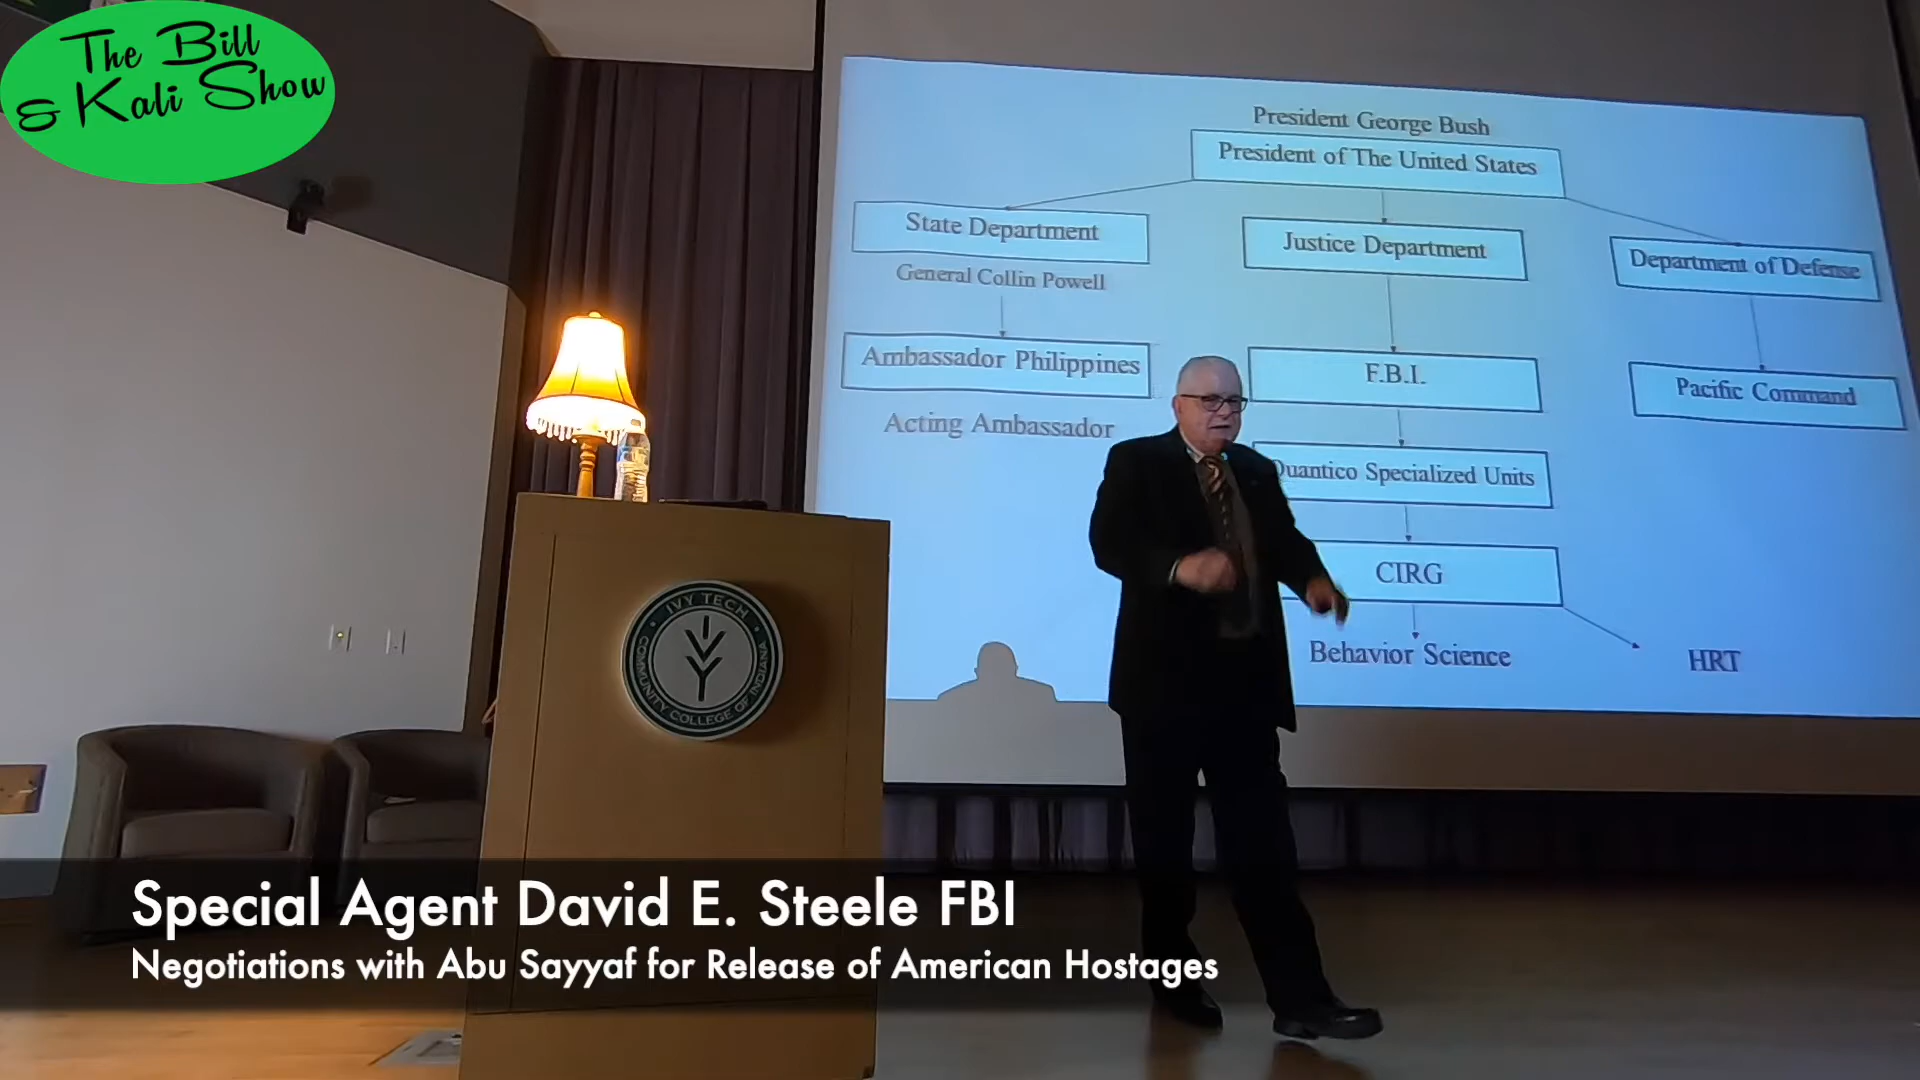 The Bill
& Kali Show
President George Bush
President of The United States
State Department
Justice Department
Department of Defense
General Collin Powell
Ambassador Philippines
F.B.I.
Pacific Command
Acting Ambassador
Quantico Specialized Units
CIRG
Behavior Science
HRT
IVY TECH
COMMUNITY COLLEGE OF INDIANA
Special Agent David E. Steele FBI
Negotiations with Abu Sayyaf for Release of American Hostages